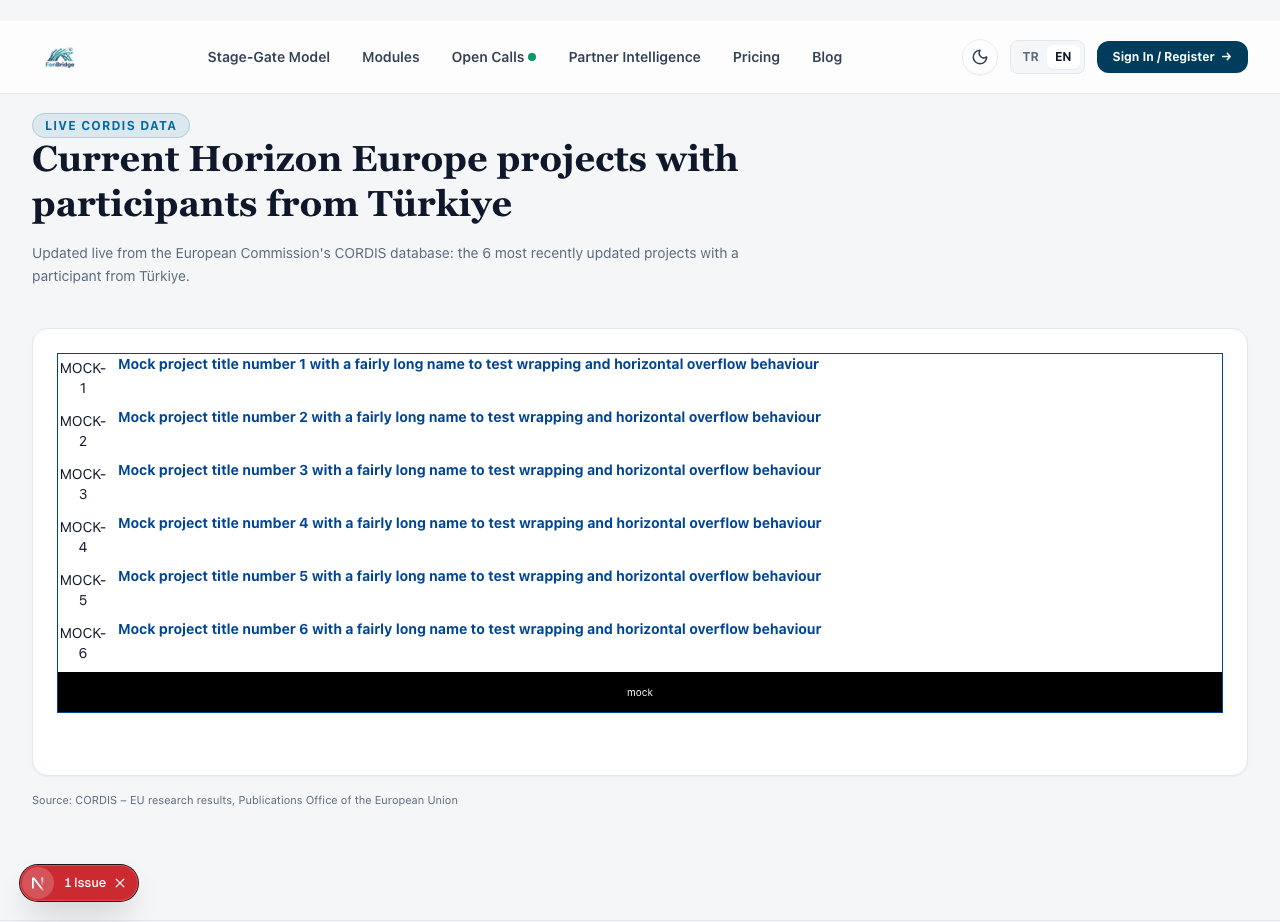 FonBridge
Stage-Gate Model
Modules
Open Calls
Partner Intelligence
Pricing
Blog
TR
EN
Sign In / Register →
LIVE CORDIS DATA
Current Horizon Europe projects with
participants from Türkiye
Updated live from the European Commission's CORDIS database: the 6 most recently updated projects with a
participant from Türkiye.
MOCK-
1
Mock project title number 1 with a fairly long name to test wrapping and horizontal overflow behaviour
MOCK-
2
Mock project title number 2 with a fairly long name to test wrapping and horizontal overflow behaviour
MOCK-
3
Mock project title number 3 with a fairly long name to test wrapping and horizontal overflow behaviour
MOCK-
4
Mock project title number 4 with a fairly long name to test wrapping and horizontal overflow behaviour
MOCK-
5
Mock project title number 5 with a fairly long name to test wrapping and horizontal overflow behaviour
MOCK-
6
Mock project title number 6 with a fairly long name to test wrapping and horizontal overflow behaviour
mock
Source: CORDIS – EU research results, Publications Office of the European Union
N
1 Issue